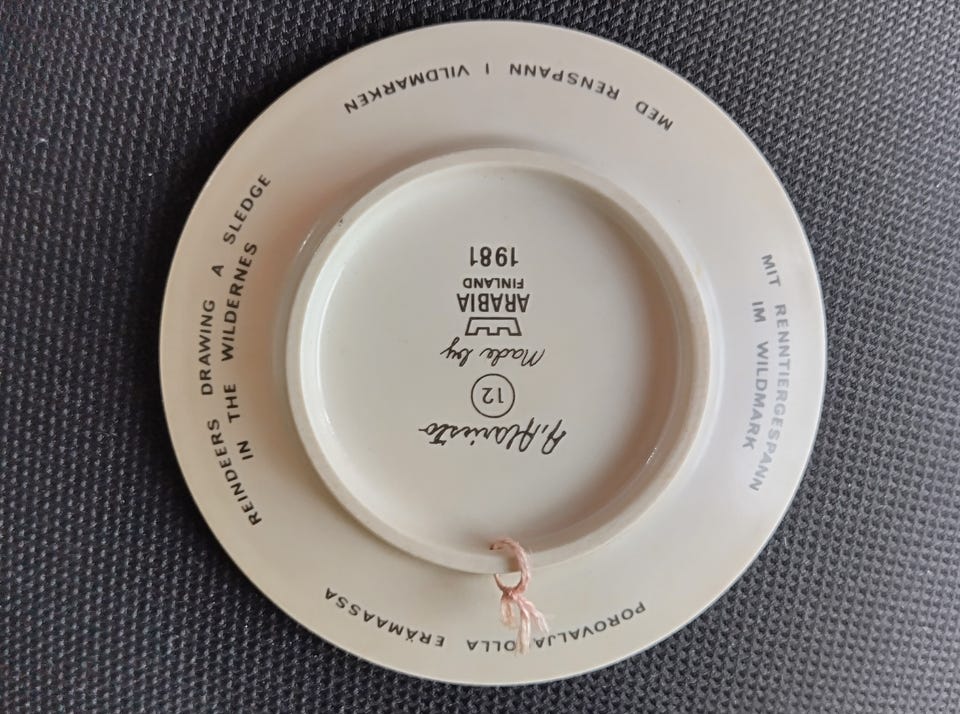 POROVALJAKOLLA ERÄMAASSA
MED RENSPANN I VILDMARKEN
REINDEERS DRAWING A SLEDGE
IN THE WILDERNES
MIT RENNTIERGESPANN
IM WILDMARK
A. Alariesto
12
Made by
ARABIA
FINLAND
1981